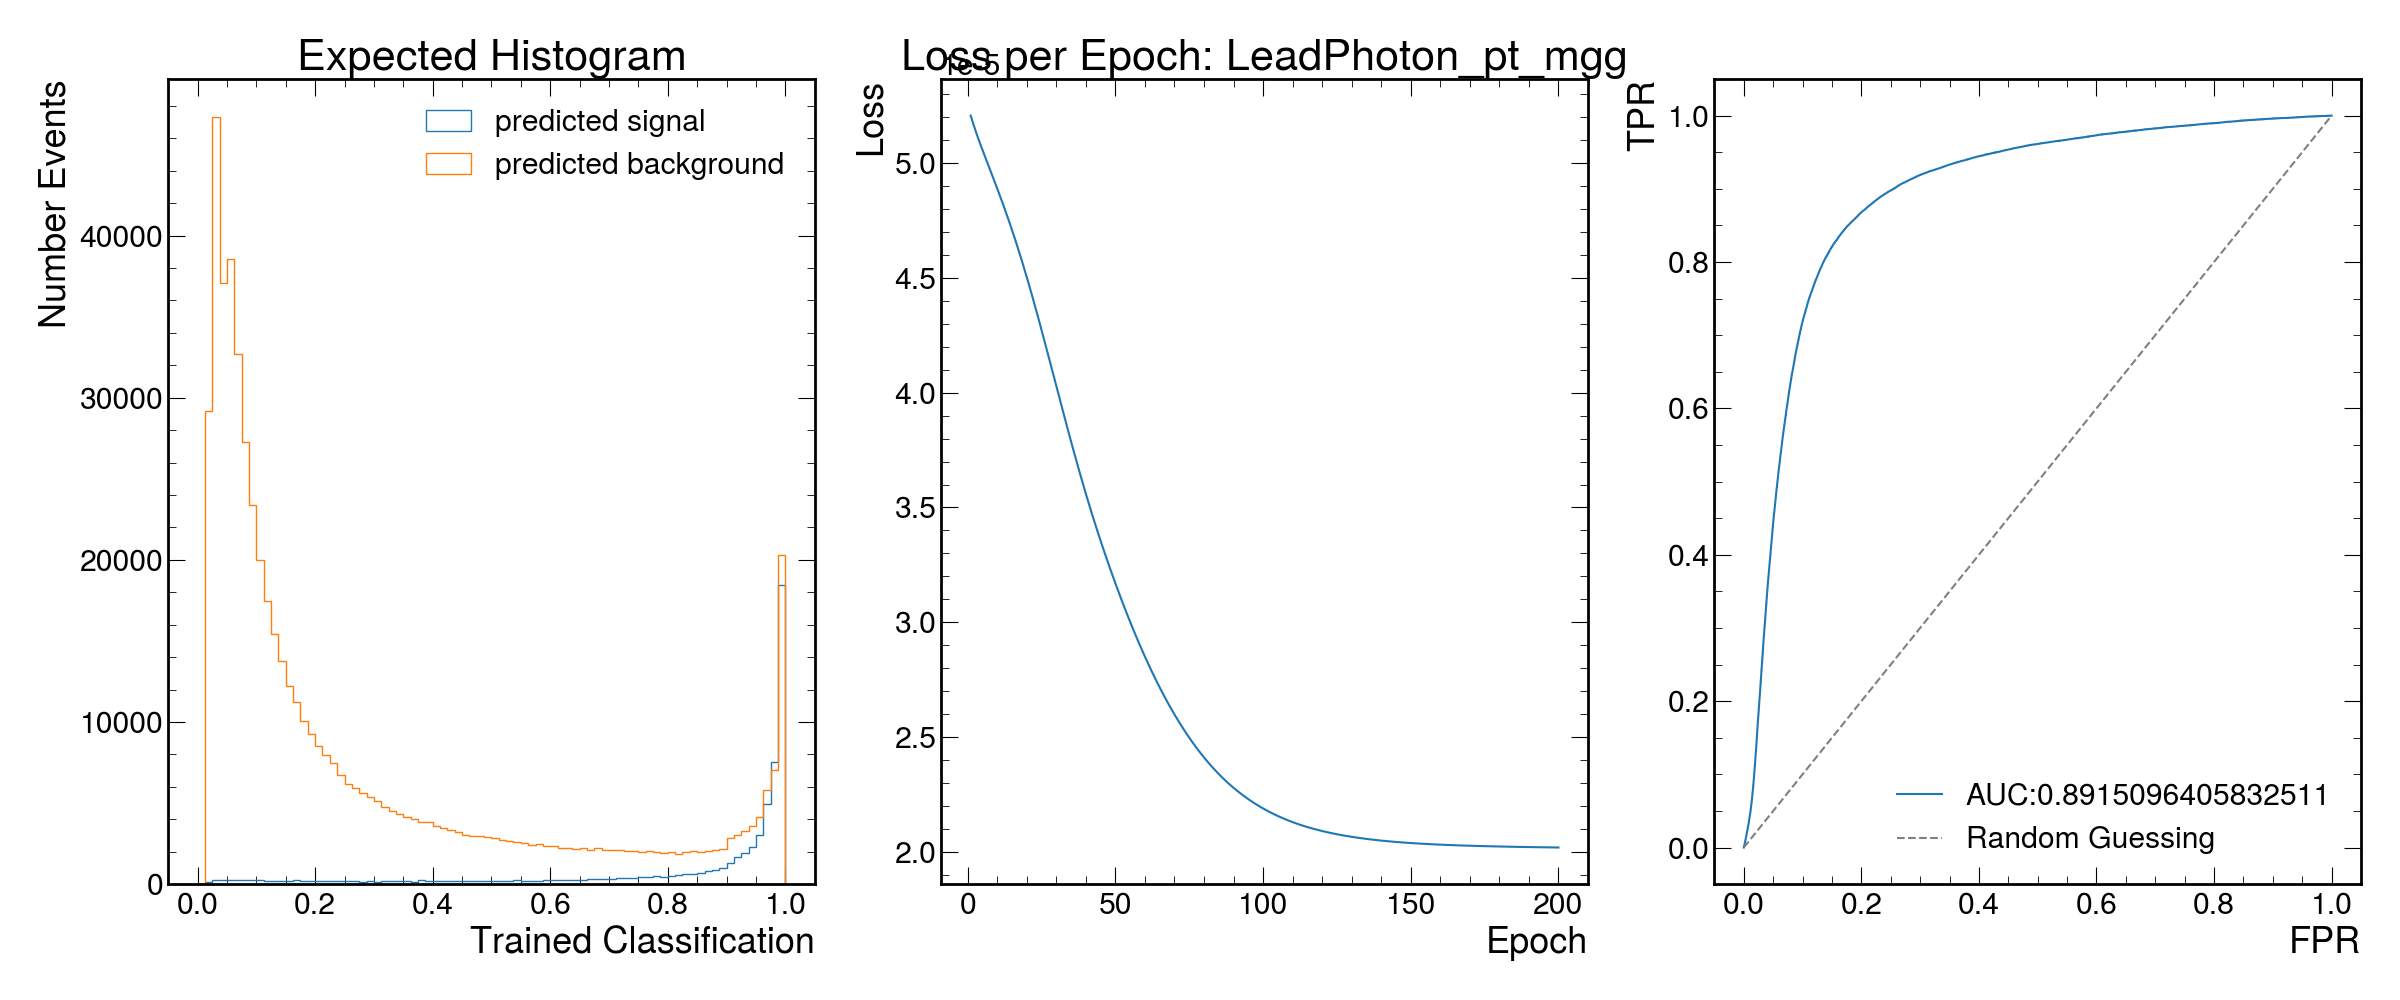 Expected Histogram
Number Events
predicted signal
predicted background
40000
30000
20000
10000
0
0.0 0.2 0.4 0.6 0.8 1.0
Trained Classification
Loss per Epoch: LeadPhoton_pt_mgg
1e-5
Loss
5.0
4.5
4.0
3.5
3.0
2.5
2.0
0 50 100 150 200
Epoch
TPR
1.0
0.8
0.6
0.4
0.2
0.0
AUC:0.8915096405832511
Random Guessing
0.0 0.2 0.4 0.6 0.8 1.0
FPR